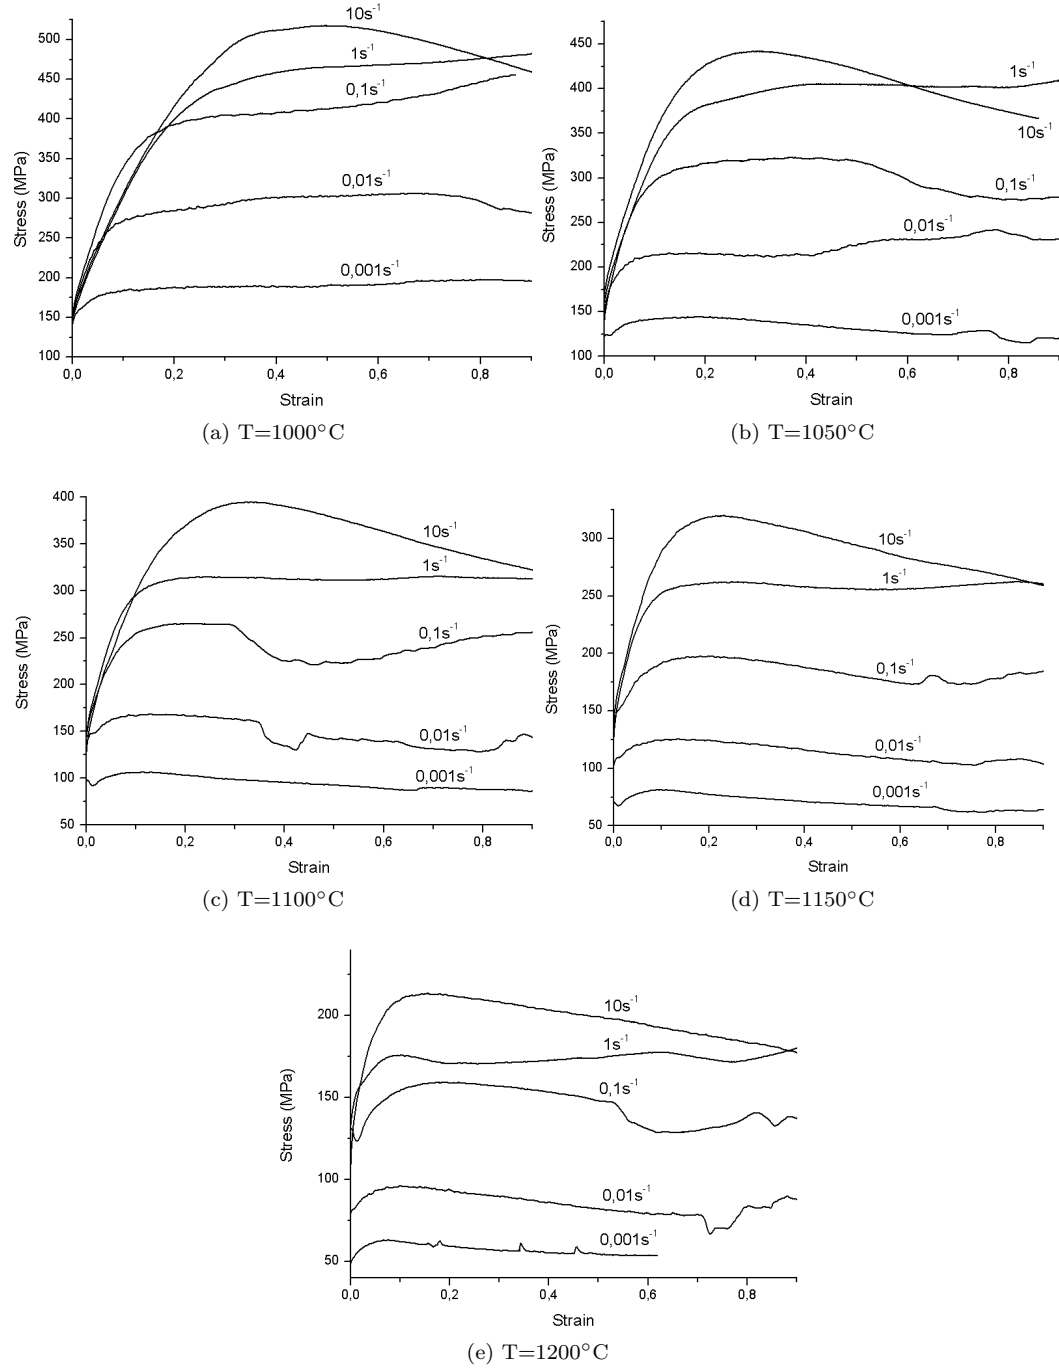 10s⁻¹
1s⁻¹
0,1s⁻¹
0,01s⁻¹
0,001s⁻¹
500
450
400
350
300
250
200
150
100
Stress (MPa)
0,0 0,2 0,4 0,6 0,8
Strain
(a) T=1000°C
1s⁻¹
10s⁻¹
0,1s⁻¹
0,01s⁻¹
0,001s⁻¹
450
400
350
300
250
200
150
100
Stress (MPa)
0,0 0,2 0,4 0,6 0,8
Strain
(b) T=1050°C
10s⁻¹
1s⁻¹
0,1s⁻¹
0,01s⁻¹
0,001s⁻¹
400
350
300
250
200
150
100
50
Stress (MPa)
0,0 0,2 0,4 0,6 0,8
Strain
(c) T=1100°C
10s⁻¹
1s⁻¹
0,1s⁻¹
0,01s⁻¹
0,001s⁻¹
300
250
200
150
100
50
Stress (MPa)
0,0 0,2 0,4 0,6 0,8
Strain
(d) T=1150°C
10s⁻¹
1s⁻¹
0,1s⁻¹
0,01s⁻¹
0,001s⁻¹
200
150
100
50
Stress (MPa)
0,0 0,2 0,4 0,6 0,8
Strain
(e) T=1200°C